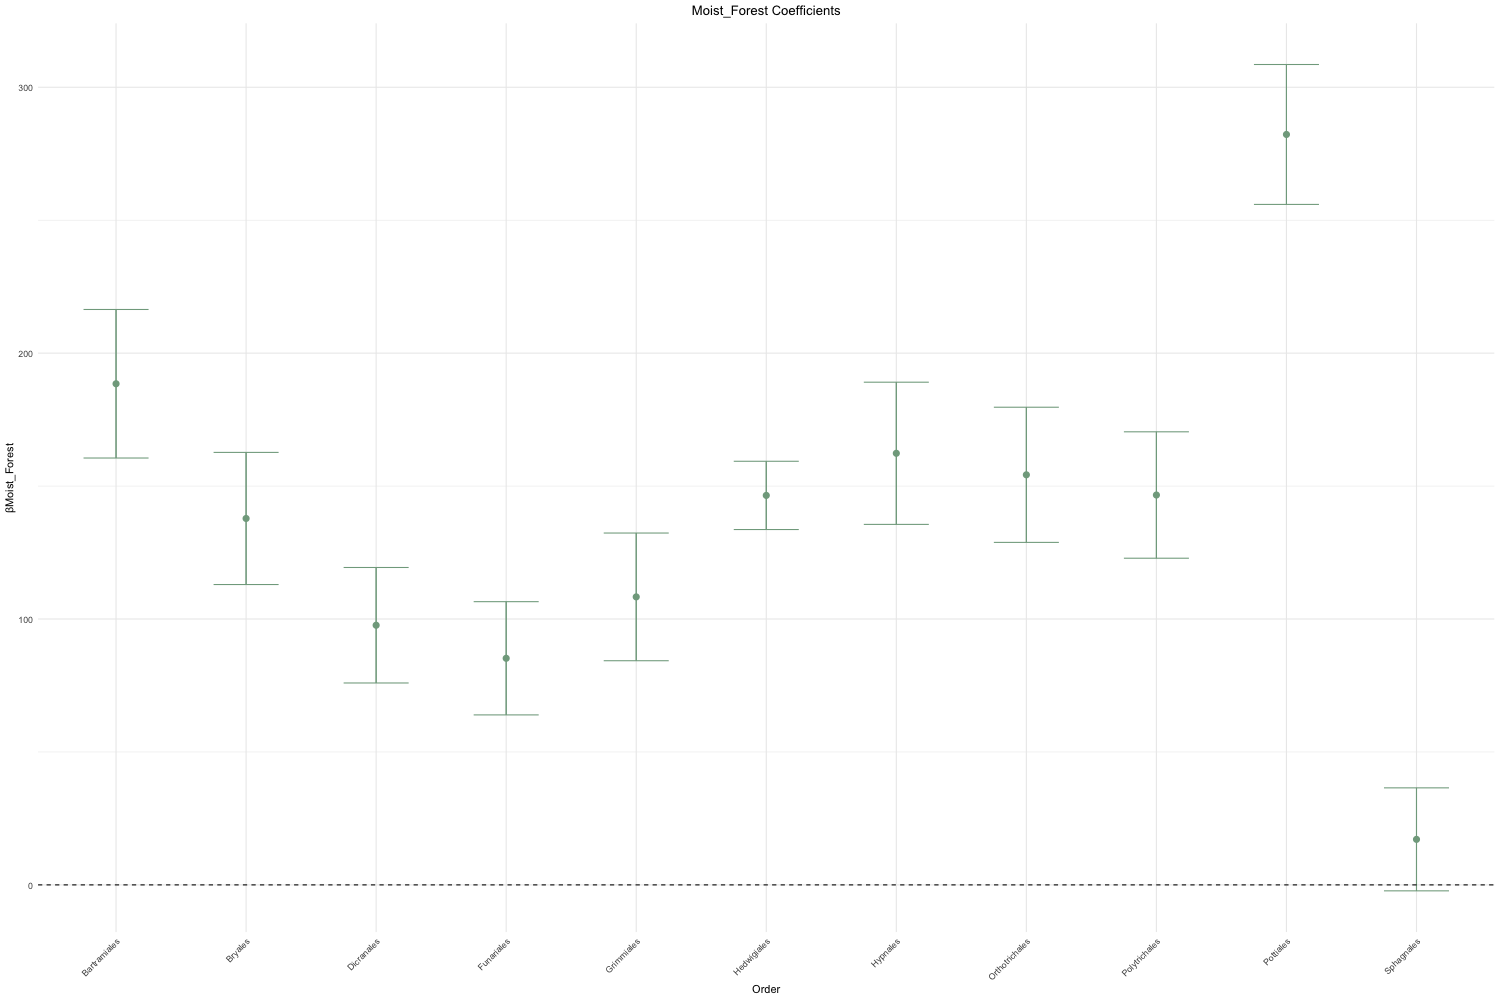 Moist_Forest Coefficients
300
200
100
0
βMoist_Forest
Bartramiales
Bryales
Dicranales
Funariales
Grimmiales
Hedwigiales
Hypnales
Orthotrichales
Polytrichales
Pottiales
Sphagnales
Order